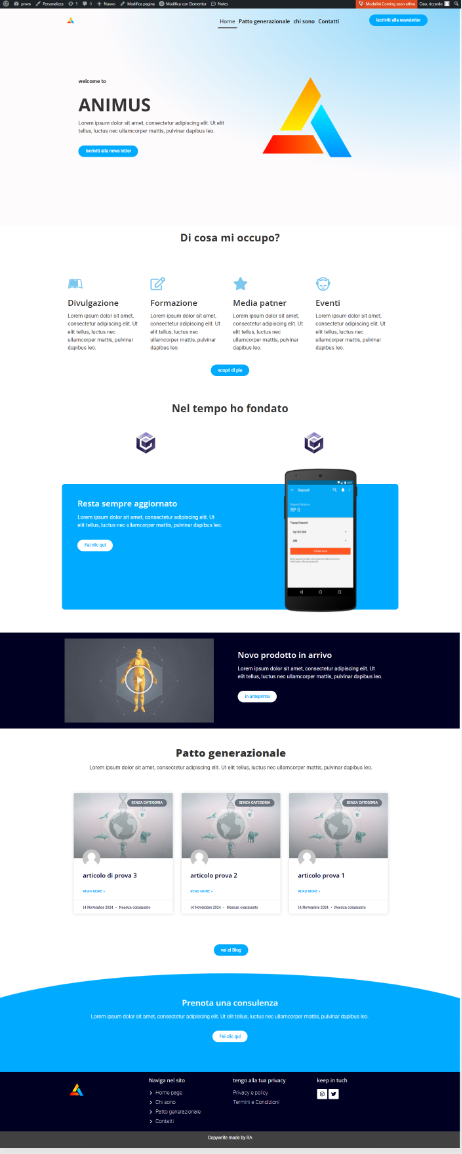 prova
Personalizza
1
0
Nuovo
Modifica pagina
Modifica con Elementor
Notes
Modalità Coming soon attiva
Ciao, riccardo
Home
Patto generazionale
chi sono
Contatti
Iscriviti alla newsletter
welcome to
ANIMUS
Lorem ipsum dolor sit amet, consectetur adipiscing elit. Ut
elit tellus, luctus nec ullamcorper mattis, pulvinar dapibus leo.
Iscriviti alla news letter
Di cosa mi occupo?
Divulgazione
Lorem ipsum dolor sit amet,
consectetur adipiscing elit. Ut
elit tellus, luctus nec
ullamcorper mattis, pulvinar
dapibus leo.
Formazione
Lorem ipsum dolor sit amet,
consectetur adipiscing elit. Ut
elit tellus, luctus nec
ullamcorper mattis, pulvinar
dapibus leo.
Media patner
Lorem ipsum dolor sit amet,
consectetur adipiscing elit. Ut
elit tellus, luctus nec
ullamcorper mattis, pulvinar
dapibus leo.
Eventi
Lorem ipsum dolor sit amet,
consectetur adipiscing elit. Ut
elit tellus, luctus nec
ullamcorper mattis, pulvinar
dapibus leo.
scopri di più
Nel tempo ho fondato
Resta sempre aggiornato
Lorem ipsum dolor sit amet, consectetur adipiscing elit. Ut
elit tellus, luctus nec ullamcorper mattis, pulvinar dapibus leo.
Fai clic qui
Deposit
RP 0
Novo prodotto in arrivo
Lorem ipsum dolor sit amet, consectetur adipiscing elit. Ut
elit tellus, luctus nec ullamcorper mattis, pulvinar dapibus leo.
in anteprima
Patto generazionale
Lorem ipsum dolor sit amet, consectetur adipiscing elit. Ut elit tellus, luctus nec ullamcorper mattis, pulvinar dapibus leo.
SENZA CATEGORIA
articolo di prova 3
READ MORE »
14 Novembre 2024 • Nessun commento
SENZA CATEGORIA
articolo prova 2
READ MORE »
14 Novembre 2024 • Nessun commento
SENZA CATEGORIA
articolo prova 1
READ MORE »
14 Novembre 2024 • Nessun commento
vai al Blog
Prenota una consulenza
Lorem ipsum dolor sit amet, consectetur adipiscing elit. Ut elit tellus, luctus nec ullamcorper mattis, pulvinar dapibus leo.
Fai clic qui
Naviga nel sito
Home page
Chi sono
Patto generazionale
Contatti
tengo alla tua privacy
Privacy e policy
Termini e Condizioni
keep in tuch
Copywrite made by RA